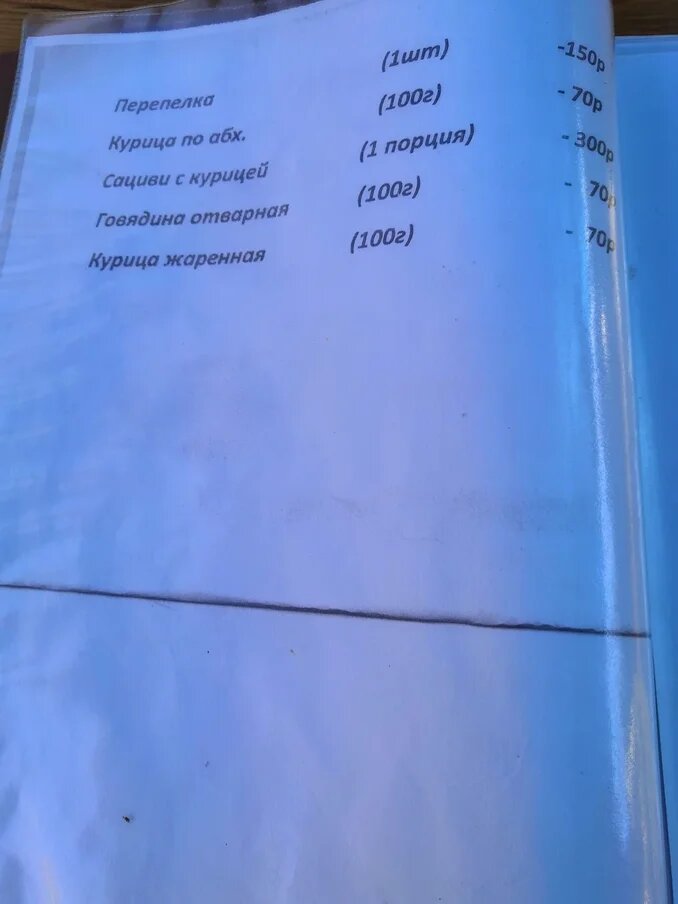 Перепелка (1шт) -150р
Курица по абх. (100г) - 70р
Сациви с курицей (1 порция) - 300р
Говядина отварная (100г) - 70р
Курица жаренная (100г) - 70р